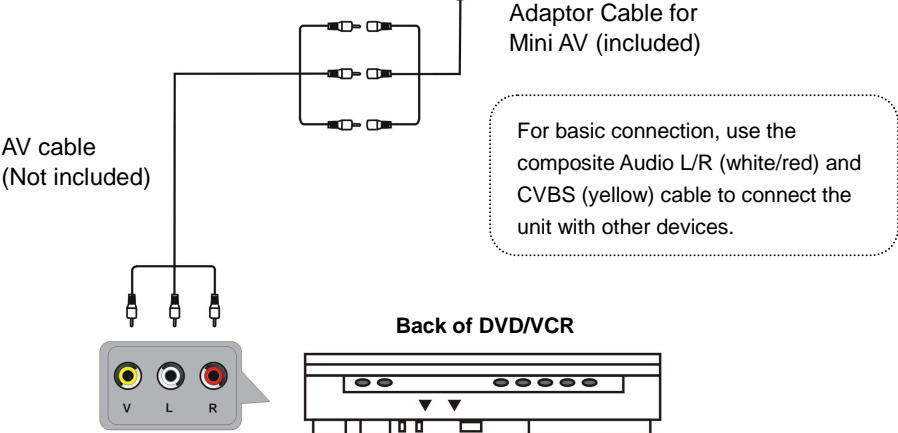 Adaptor Cable for
Mini AV (included)
AV cable
(Not included)
For basic connection, use the
composite Audio L/R (white/red) and
CVBS (yellow) cable to connect the
unit with other devices.
Back of DVD/VCR
V L R